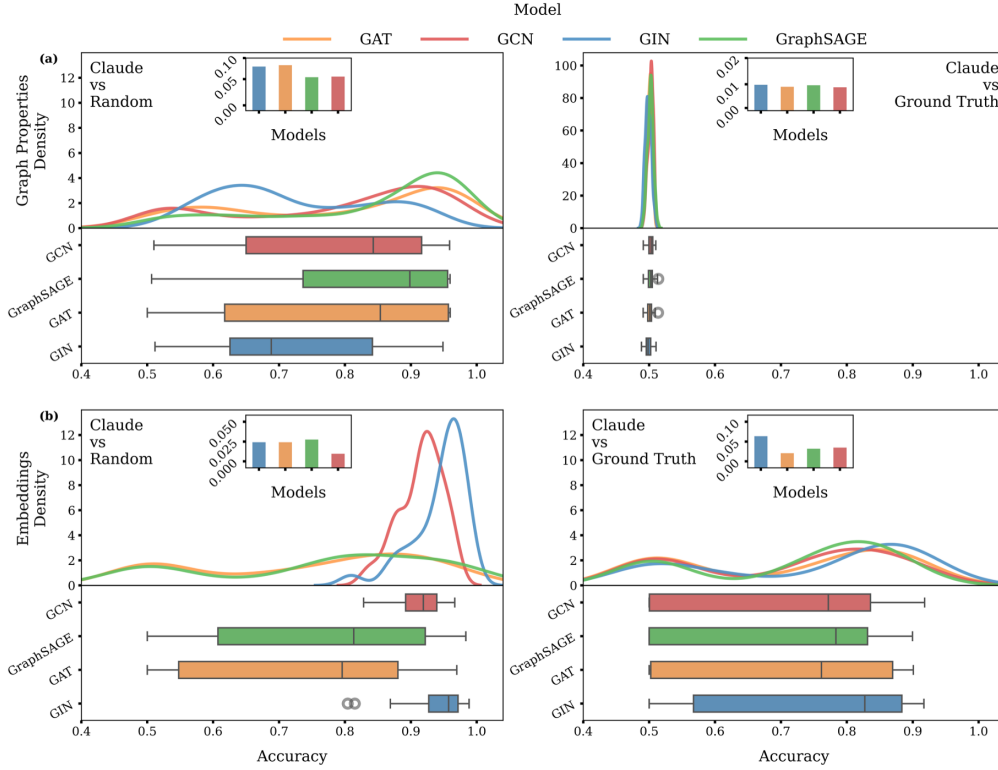 Model
GAT GCN GIN GraphSAGE
(a)
Graph Properties
Density
12
10
8
6
4
2
0
Claude
vs
Random
0.10
0.05
0.00
Models
GCN
GraphSAGE
GAT
GIN
0.4 0.5 0.6 0.7 0.8 0.9 1.0
100
80
60
40
20
0
0.02
0.01
0.00
Models
Claude
vs
Ground Truth
GCN
GraphSAGE
GAT
GIN
0.4 0.5 0.6 0.7 0.8 0.9 1.0
(b)
Embeddings
Density
12
10
8
6
4
2
0
Claude
vs
Random
0.050
0.025
0.000
Models
GCN
GraphSAGE
GAT
GIN
0.4 0.5 0.6 0.7 0.8 0.9 1.0
Accuracy
12
10
8
6
4
2
0
Claude
vs
Ground Truth
0.10
0.05
0.00
Models
GCN
GraphSAGE
GAT
GIN
0.4 0.5 0.6 0.7 0.8 0.9 1.0
Accuracy